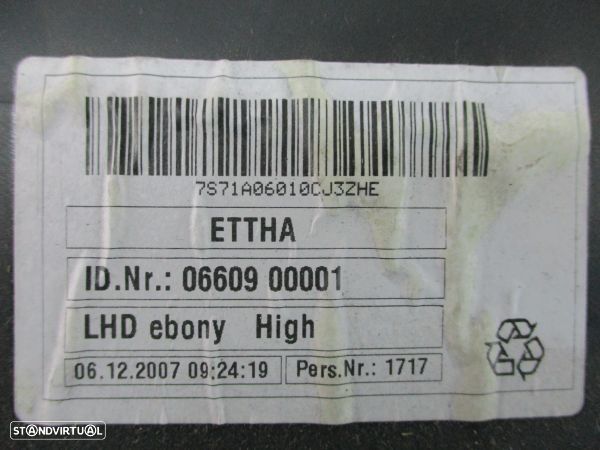 7S71A06010CJ3ZHE
ETTHA
ID.Nr.: 06609 00001
LHD ebony High
06.12.2007 09:24:19 Pers.Nr.: 1717
STANDVIRTUAL